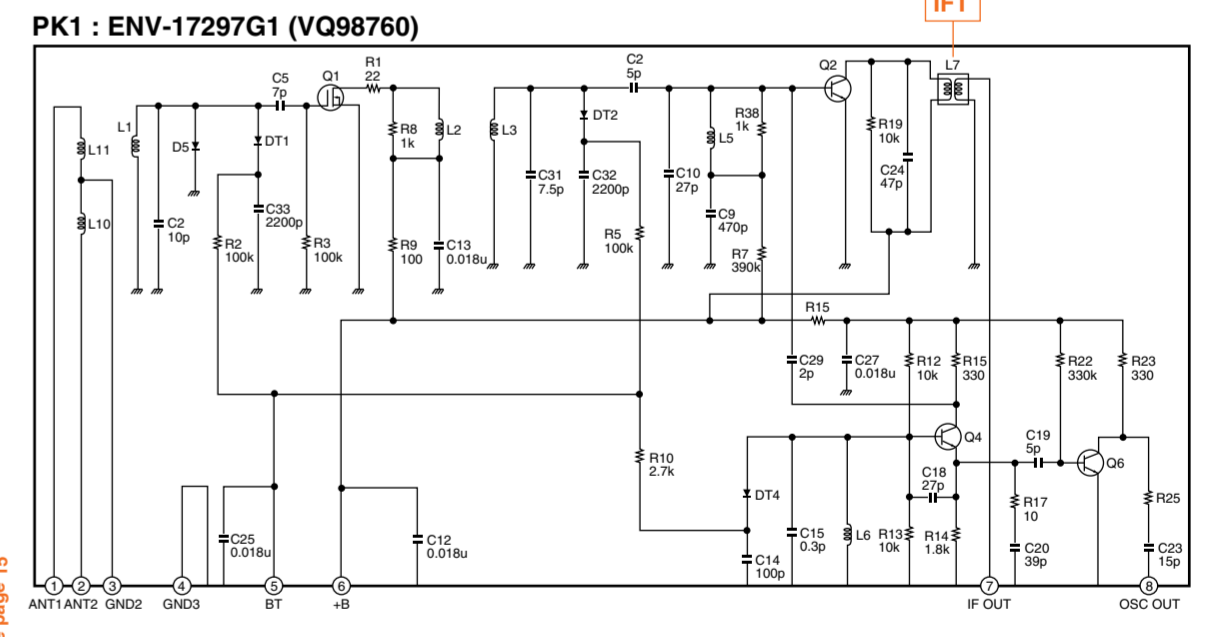 PK1 : ENV-17297G1 (VQ98760)
IFT
L7
C2
5p
Q2
R1
22
C5
7p
Q1
L1
L11
D5
DT1
R8
1k
L2
L3
DT2
R38
1k
L5
R19
10k
C24
47p
C31
7.5p
C32
2200p
C10
27p
L10
C2
10p
C33
2200p
C9
470p
R2
100k
R3
100k
R9
100
C13
0.018u
R5
100k
R7
390k
R15
C29
2p
C27
0.018u
R12
10k
R15
330
R22
330k
R23
330
Q4
C19
5p
Q6
R10
2.7k
C18
27p
DT4
R17
10
R25
C25
0.018u
C12
0.018u
C15
0.3p
L6
R13
10k
R14
1.8k
C20
39p
C23
15p
C14
100p
1 2 3 4 5 6 7 8
ANT1 ANT2 GND2 GND3 BT +B IF OUT OSC OUT
page 15